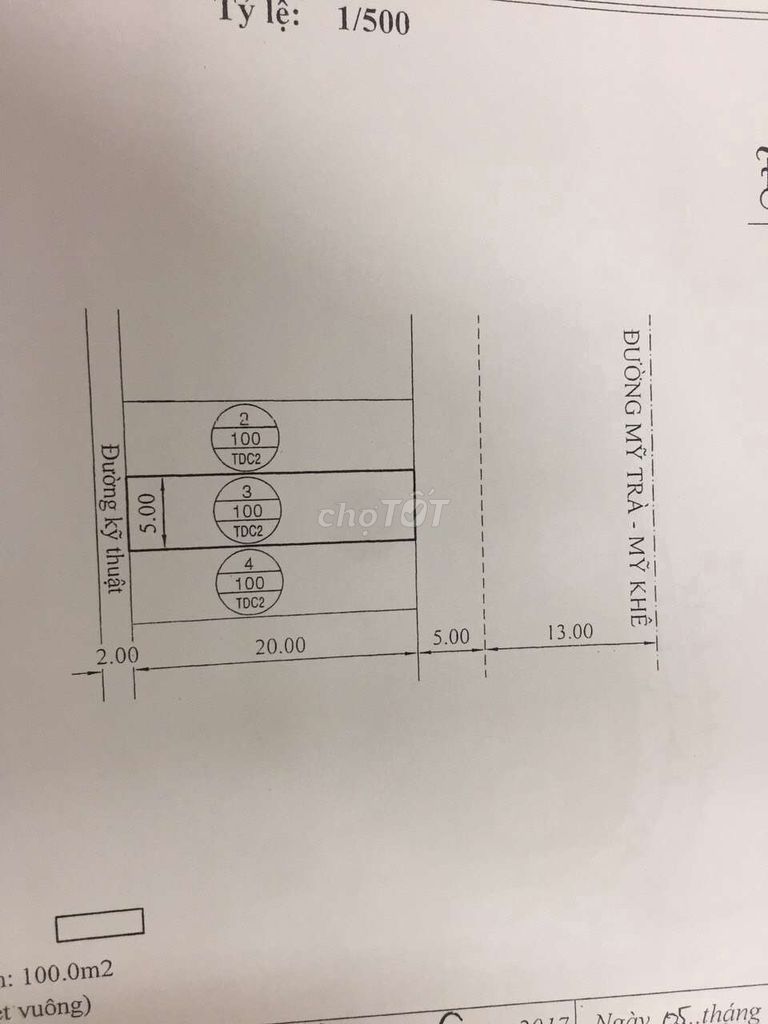 Tỷ lệ: 1/500
2
100
TDC2
3
100
TDC2
4
100
TDC2
Đường kỹ thuật
5.00
chợTỐT
ĐƯỜNG MỸ TRÀ - MỸ KHÊ
2.00
20.00
5.00
13.00
: 100.0m2
vuông)
2017
Ngày 05 tháng